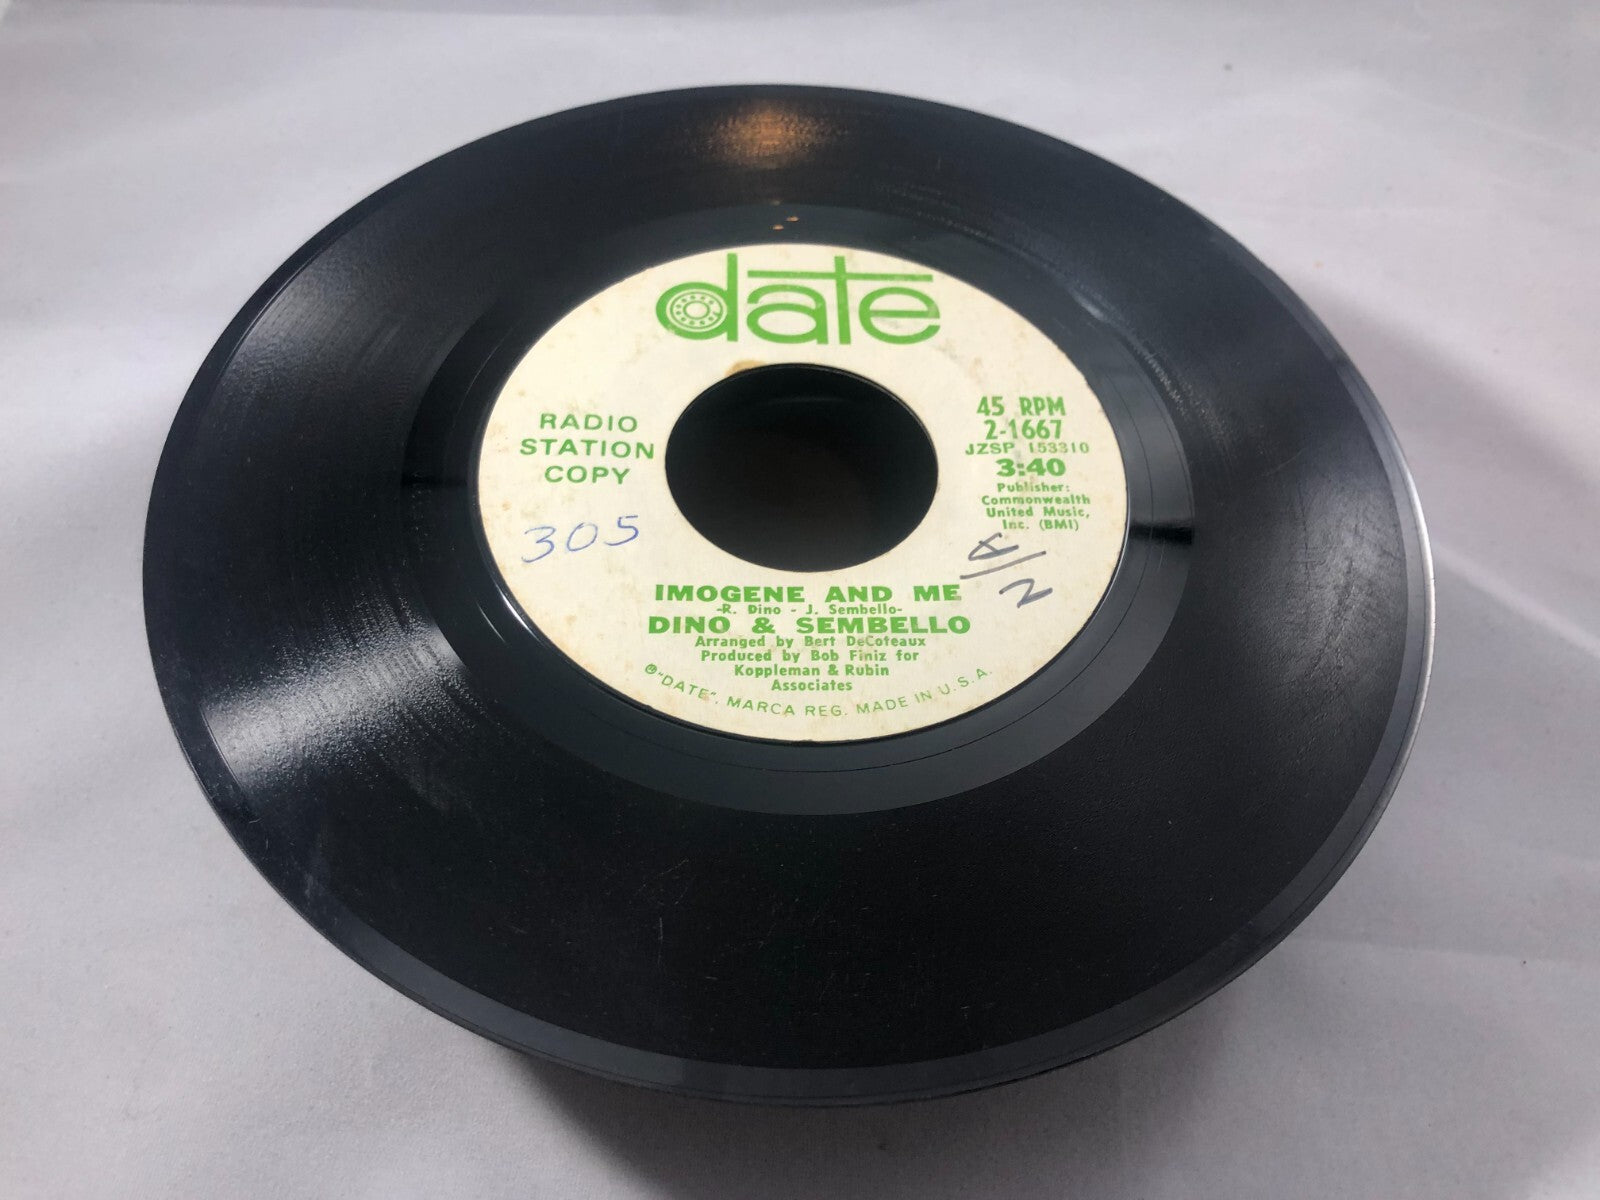 date
RADIO
STATION
COPY
305
45 RPM
2-1667
JZSP 153310
3:40
Publisher:
Commonwealth
United Music,
Inc. (BMI)
A/2
IMOGENE AND ME
-R. Dino - J. Sembello-
DINO & SEMBELLO
Arranged by Bert DeCoteaux
Produced by Bob Finiz for
Koppleman & Rubin
Associates
"DATE", MARCA REG. MADE IN U.S.A.